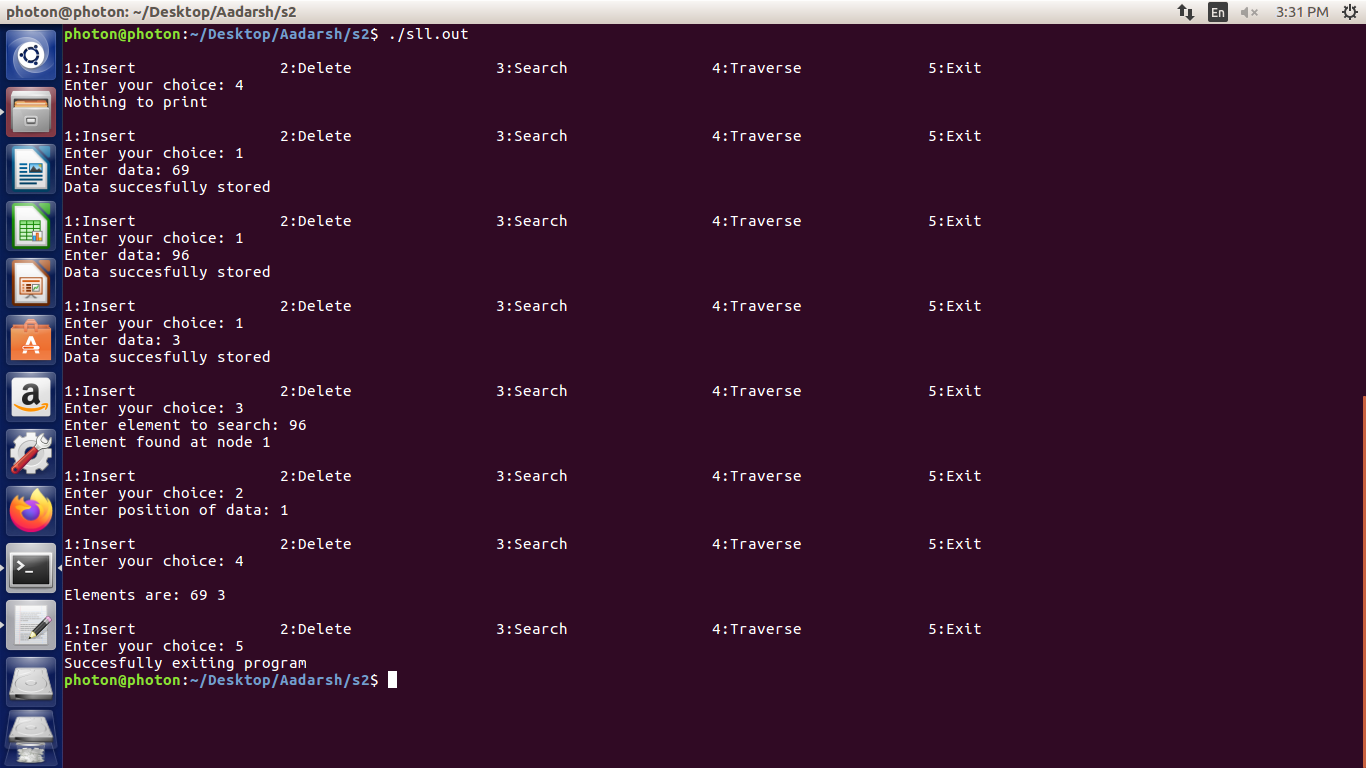 photon@photon: ~/Desktop/Aadarsh/s2 En 3:31 PM
photon@photon:~/Desktop/Aadarsh/s2$ ./sll.out
1:Insert 2:Delete 3:Search 4:Traverse 5:Exit
Enter your choice: 4
Nothing to print
1:Insert 2:Delete 3:Search 4:Traverse 5:Exit
Enter your choice: 1
Enter data: 69
Data succesfully stored
1:Insert 2:Delete 3:Search 4:Traverse 5:Exit
Enter your choice: 1
Enter data: 96
Data succesfully stored
1:Insert 2:Delete 3:Search 4:Traverse 5:Exit
Enter your choice: 1
Enter data: 3
Data succesfully stored
1:Insert 2:Delete 3:Search 4:Traverse 5:Exit
Enter your choice: 3
Enter element to search: 96
Element found at node 1
1:Insert 2:Delete 3:Search 4:Traverse 5:Exit
Enter your choice: 2
Enter position of data: 1
1:Insert 2:Delete 3:Search 4:Traverse 5:Exit
Enter your choice: 4
Elements are: 69 3
1:Insert 2:Delete 3:Search 4:Traverse 5:Exit
Enter your choice: 5
Succesfully exiting program
photon@photon:~/Desktop/Aadarsh/s2$